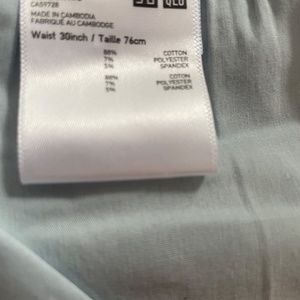 CA59728
MADE IN CAMBODIA
FABRIQUÉ AU CAMBODGE
Waist 30inch / Taille 76cm
88% COTTON
7% POLYESTER
5% SPANDEX
88% COTON
7% POLYESTER
5% SPANDEX